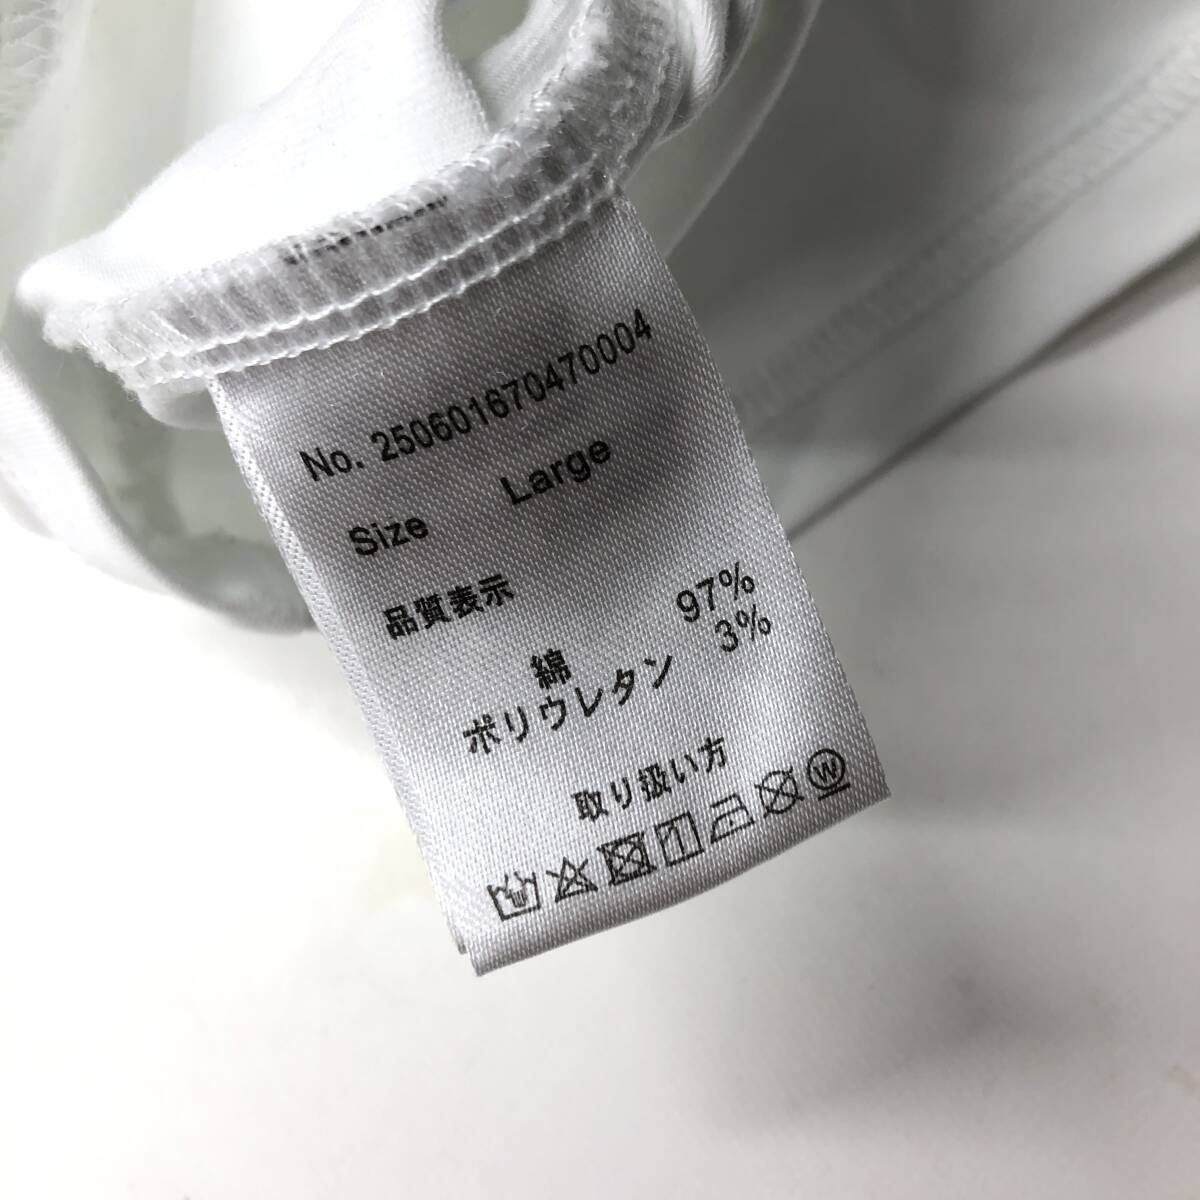 No. 250601670470004
Size Large
品質表示
綿 97%
ポリウレタン 3%
取り扱い方
W